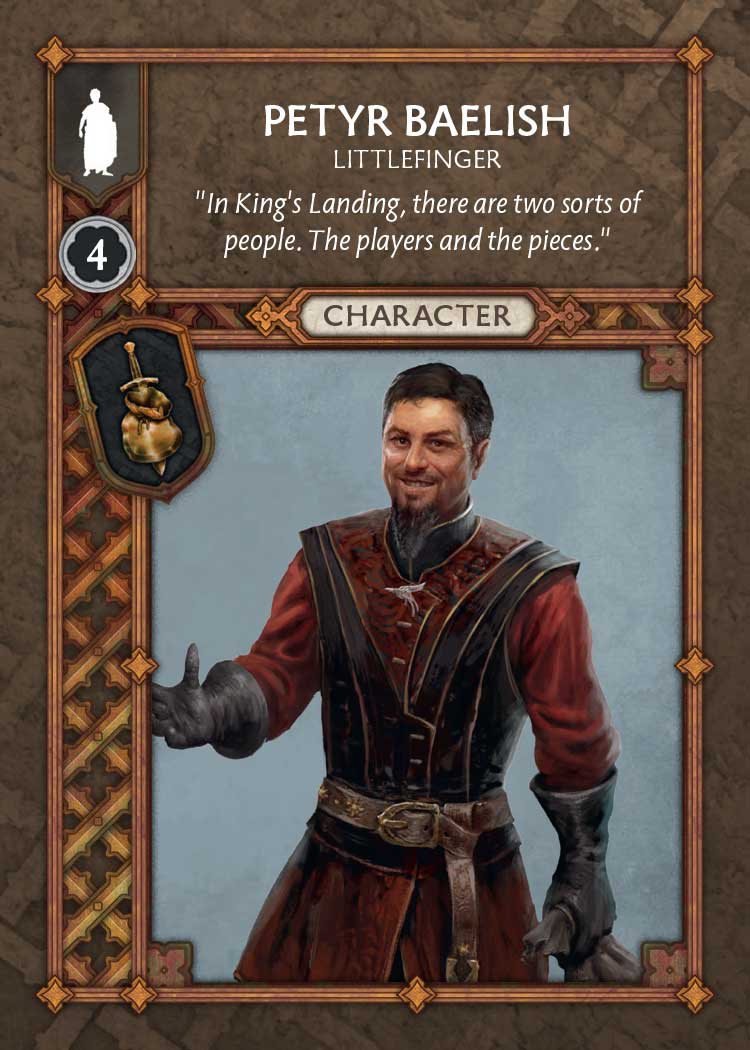 PETYR BAELISH
LITTLEFINGER
"In King's Landing, there are two sorts of
people. The players and the pieces."
4
CHARACTER